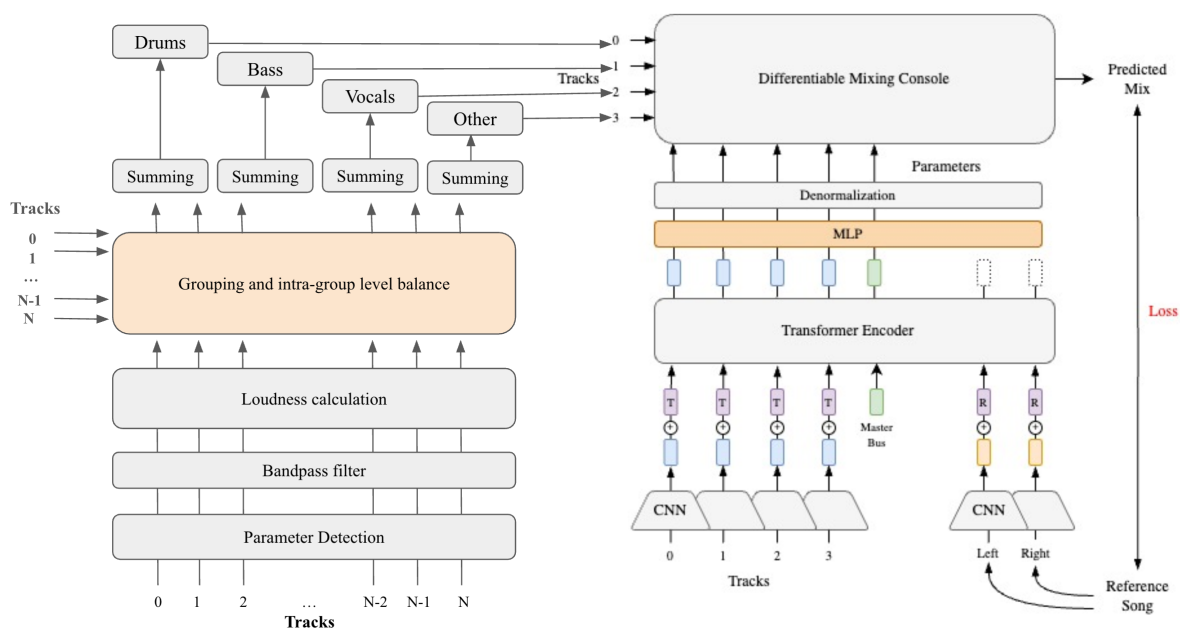 Drums
Bass
Vocals
Other
Summing
Summing
Summing
Summing
Tracks
0
1
...
N-1
N
Grouping and intra-group level balance
Loudness calculation
Bandpass filter
Parameter Detection
0
1
2
...
N-2
N-1
N
Tracks
Tracks
0
1
2
3
Differentiable Mixing Console
Predicted
Mix
Parameters
Denormalization
MLP
Loss
Transformer Encoder
T
T
T
T
R
R
+
+
+
+
+
+
Master
Bus
CNN
CNN
0
1
2
3
Left
Right
Tracks
Reference
Song